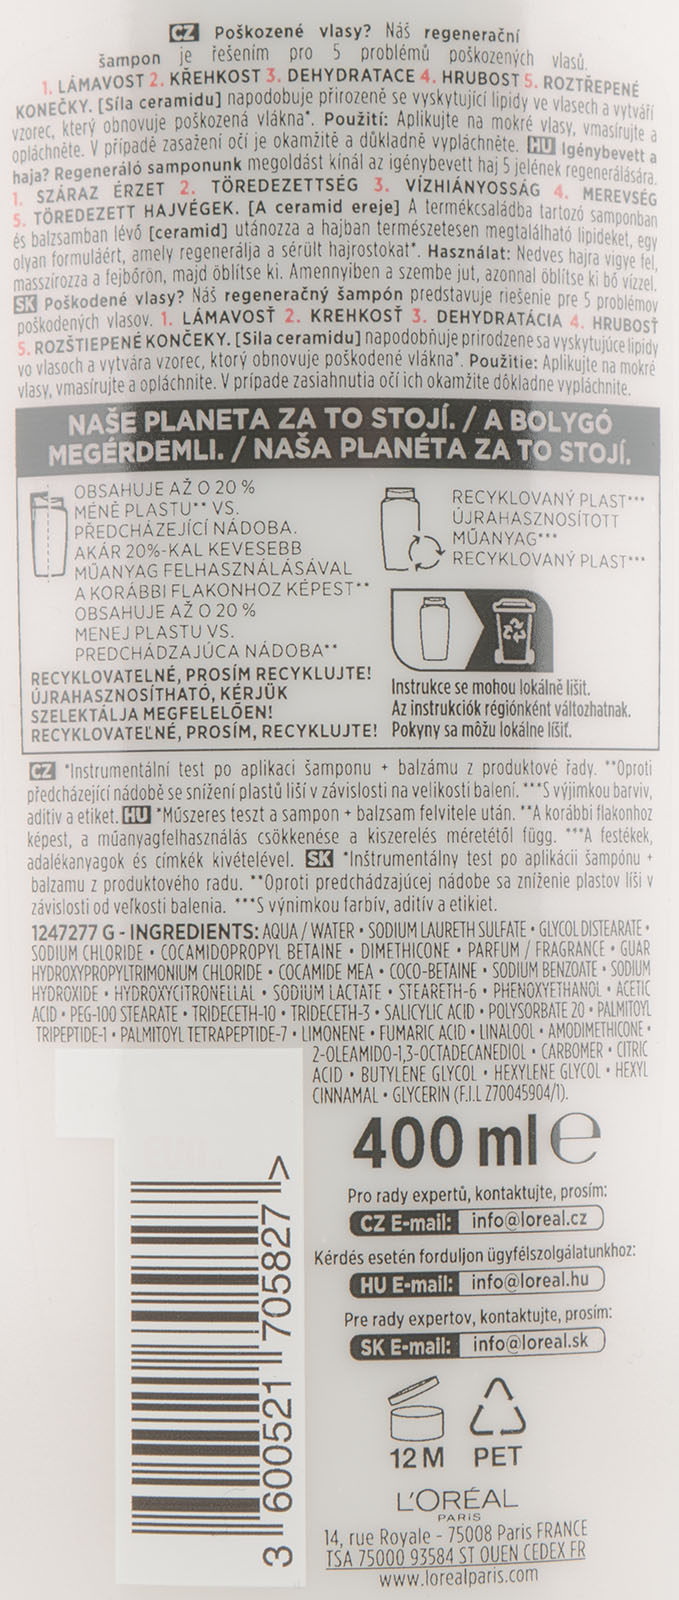 CZ Poškozené vlasy? Náš regenerační
šampon je řešením pro 5 problémů poškozených vlasů.
1. LÁMAVOST 2. KŘEHKOST 3. DEHYDRATACE 4. HRUBOST 5. ROZTŘEPENÉ
KONEČKY. [Síla ceramidu] napodobuje přirozeně se vyskytující lipidy ve vlasech a vytváří
vzorec, který obnovuje poškozená vlákna*. Použití: Aplikujte na mokré vlasy, vmasírujte a
opláchněte. V případě zasažení očí je okamžitě a důkladně vypláchněte. HU Igénybevett a
haja? Regeneráló samponunk megoldást kínál az igénybevett haj 5 jelének regenerálására.
1. SZÁRAZ ÉRZET 2. TÖREDEZETTSÉG 3. VÍZHIÁNYOSSÁG 4. MEREVSÉG
5. TÖREDEZETT HAJVÉGEK. [A ceramid ereje] A termékcsaládba tartozó samponban
és balzsamban lévő [ceramid] utánozza a hajban természetesen megtalálható lipideket, egy
olyan formuláért, amely regenerálja a sérült hajrostokat*. Használat: Nedves hajra vigye fel,
masszírozza a fejbőrön, majd öblítse ki. Amennyiben a szembe jut, azonnal öblítse ki bő vízzel.
SK Poškodené vlasy? Náš regeneračný šampón predstavuje riešenie pre 5 problémov
poškodených vlasov. 1. LÁMAVOSŤ 2. KREHKOSŤ 3. DEHYDRATÁCIA 4. HRUBOSŤ
5. ROZŠTIEPENÉ KONČEKY. [Sila ceramidu] napodobňuje prirodzene sa vyskytujúce lipidy
vo vlasoch a vytvára vzorec, ktorý obnovuje poškodené vlákna*. Použitie: Aplikujte na mokré
vlasy, vmasírujte a opláchnite. V prípade zasiahnutia očí ich okamžite dôkladne vypláchnite.
NAŠE PLANETA ZA TO STOJÍ. / A BOLYGÓ
MEGÉRDEMLI. / NAŠA PLANÉTA ZA TO STOJÍ.
OBSAHUJE AŽ O 20 %
MÉNĚ PLASTU** VS.
PŘEDCHÁZEJÍCÍ NÁDOBA.
AKÁR 20%-KAL KEVESEBB
MŰANYAG FELHASZNÁLÁSÁVAL
A KORÁBBI FLAKONHOZ KÉPEST**
OBSAHUJE AŽ O 20 %
MENEJ PLASTU VS.
PREDCHÁDZAJÚCA NÁDOBA**
RECYKLOVATELNÉ, PROSÍM RECYKLUJTE!
ÚJRAHASZNOSÍTHATÓ, KÉRJÜK
SZELEKTÁLJA MEGFELELŐEN!
RECYKLOVATEĽNÉ, PROSÍM, RECYKLUJTE!
RECYKLOVANÝ PLAST***
ÚJRAHASZNOSÍTOTT
MŰANYAG***
RECYKLOVANÝ PLAST***
Instrukce se mohou lokálně lišit.
Az instrukciók régiónként változhatnak.
Pokyny sa môžu lokálne líšiť.
CZ *Instrumentální test po aplikaci šamponu + balzámu z produktové řady. **Oproti
předcházející nádobě se snížení plastů liší v závislosti na velikosti balení. ***S výjimkou barviv,
aditiv a etiket. HU *Műszeres teszt a sampon + balzsam felvitele után. **A korábbi flakonhoz
képest, a műanyagfelhasználás csökkenése a kiszerelés méretétől függ. ***A festékek,
adalékanyagok és címkék kivételével. SK *Inštrumentálny test po aplikácii šampónu +
balzamu z produktového radu. **Oproti predchádzajúcej nádobe sa zníženie plastov líši v
závislosti od veľkosti balenia. ***S výnimkou farbív, aditív a etikiet.
1247277 G - INGREDIENTS: AQUA / WATER • SODIUM LAURETH SULFATE • GLYCOL DISTEARATE •
SODIUM CHLORIDE • COCAMIDOPROPYL BETAINE • DIMETHICONE • PARFUM / FRAGRANCE • GUAR
HYDROXYPROPYLTRIMONIUM CHLORIDE • COCAMIDE MEA • COCO-BETAINE • SODIUM BENZOATE • SODIUM
HYDROXIDE • HYDROXYCITRONELLAL • SODIUM LACTATE • STEARETH-6 • PHENOXYETHANOL • ACETIC
ACID • PEG-100 STEARATE • TRIDECETH-10 • TRIDECETH-3 • SALICYLIC ACID • POLYSORBATE 20 • PALMITOYL
TRIPEPTIDE-1 • PALMITOYL TETRAPEPTIDE-7 • LIMONENE • FUMARIC ACID • LINALOOL • AMODIMETHICONE •
2-OLEAMIDO-1,3-OCTADECANEDIOL • CARBOMER • CITRIC
ACID • BUTYLENE GLYCOL • HEXYLENE GLYCOL • HEXYL
CINNAMAL • GLYCERIN (F.I.L Z70045904/1).
400 ml e
Pro rady expertů, kontaktujte, prosím:
CZ E-mail: info@loreal.cz
Kérdés esetén forduljon ügyfélszolgálatunkhoz:
HU E-mail: info@loreal.hu
Pre rady expertov, kontaktujte, prosím:
SK E-mail: info@loreal.sk
12 M PET
L'ORÉAL
PARIS
14, rue Royale - 75008 Paris FRANCE
TSA 75000 93584 ST OUEN CEDEX FR
www.lorealparis.com
3 600521 705827 >